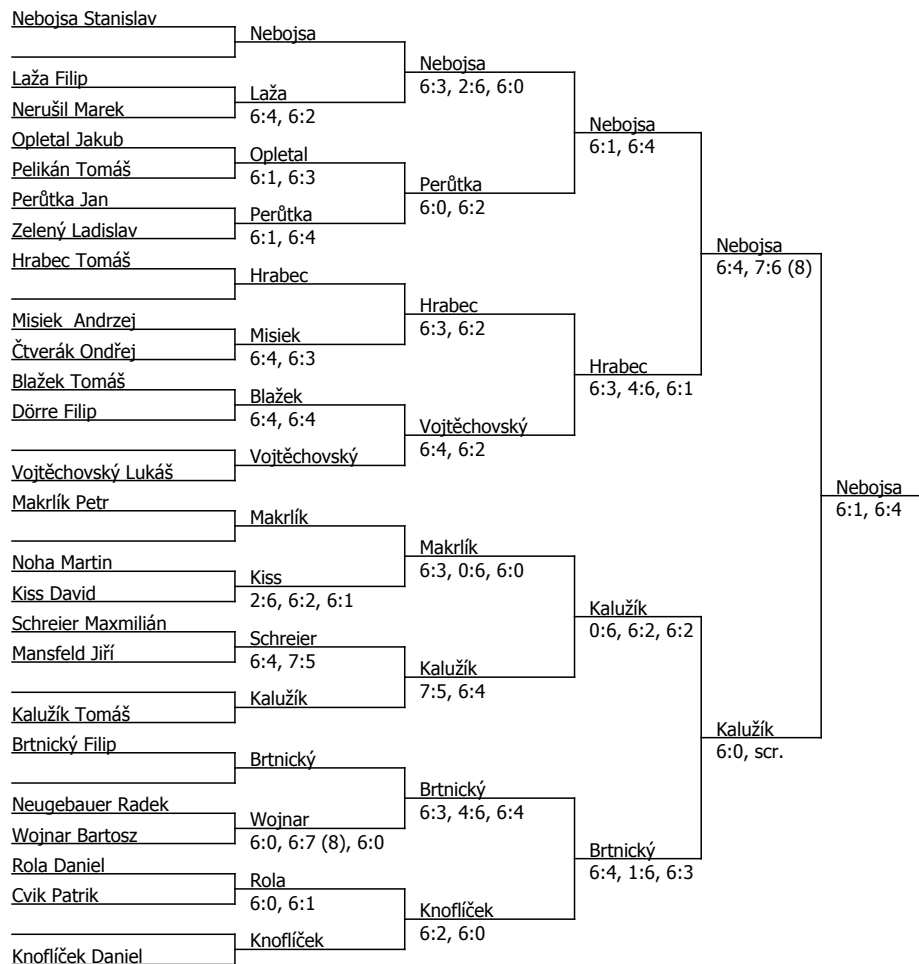 Nebojsa Stanislav
Laža Filip
Nerušil Marek
Opletal Jakub
Pelikán Tomáš
Perůtka Jan
Zelený Ladislav
Hrabec Tomáš
Misiek Andrzej
Čtverák Ondřej
Blažek Tomáš
Dörre Filip
Vojtěchovský Lukáš
Makrlík Petr
Noha Martin
Kiss David
Schreier Maxmilián
Mansfeld Jiří
Kalužík Tomáš
Brtnický Filip
Neugebauer Radek
Wojnar Bartosz
Rola Daniel
Cvik Patrik
Knoflíček Daniel
Nebojsa
Laža
6:4, 6:2
Opletal
6:1, 6:3
Perůtka
6:1, 6:4
Hrabec
Misiek
6:4, 6:3
Blažek
6:4, 6:4
Vojtěchovský
Makrlík
Kiss
2:6, 6:2, 6:1
Schreier
6:4, 7:5
Kalužík
Brtnický
Wojnar
6:0, 6:7 (8), 6:0
Rola
6:0, 6:1
Knoflíček
Nebojsa
6:3, 2:6, 6:0
Perůtka
6:0, 6:2
Hrabec
6:3, 6:2
Vojtěchovský
6:4, 6:2
Makrlík
6:3, 0:6, 6:0
Kalužík
7:5, 6:4
Brtnický
6:3, 4:6, 6:4
Knoflíček
6:2, 6:0
Nebojsa
6:1, 6:4
Hrabec
6:3, 4:6, 6:1
Kalužík
0:6, 6:2, 6:2
Brtnický
6:4, 1:6, 6:3
Nebojsa
6:4, 7:6 (8)
Kalužík
6:0, scr.
Nebojsa
6:1, 6:4